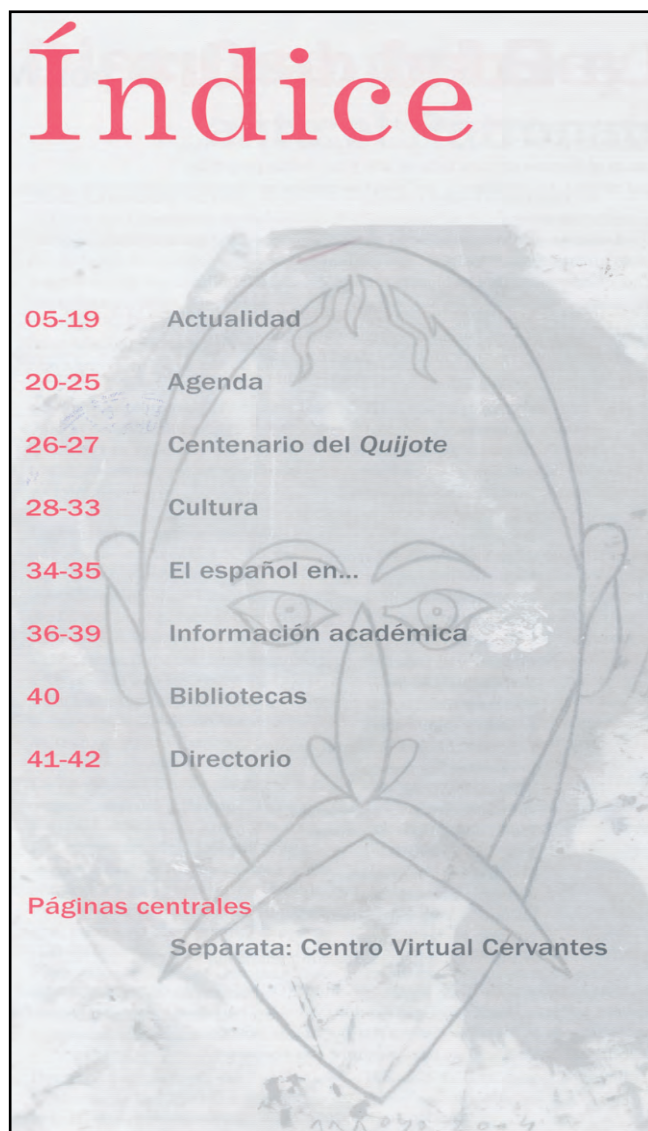 Índice
05-19 Actualidad
20-25 Agenda
26-27 Centenario del Quijote
28-33 Cultura
34-35 El español en...
36-39 Información académica
40 Bibliotecas
41-42 Directorio
Páginas centrales
Separata: Centro Virtual Cervantes